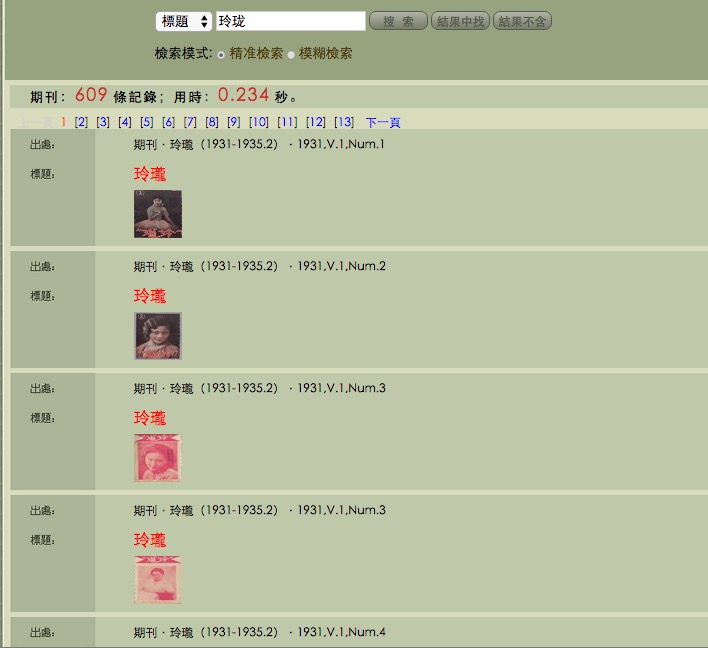 標題 玲珑 搜 索 結果中找 結果不含
檢索模式: 精准檢索 模糊檢索
期刊: 609 條記錄; 用時: 0.234 秒。
上一頁 1 [2] [3] [4] [5] [6] [7] [8] [9] [10] [11] [12] [13] 下一頁
出處: 期刊·玲瓏（1931-1935.2）·1931,V.1,Num.1
標題: 玲瓏
出處: 期刊·玲瓏（1931-1935.2）·1931,V.1,Num.2
標題: 玲瓏
出處: 期刊·玲瓏（1931-1935.2）·1931,V.1,Num.3
標題: 玲瓏
出處: 期刊·玲瓏（1931-1935.2）·1931,V.1,Num.3
標題: 玲瓏
出處: 期刊·玲瓏（1931-1935.2）·1931,V.1,Num.4